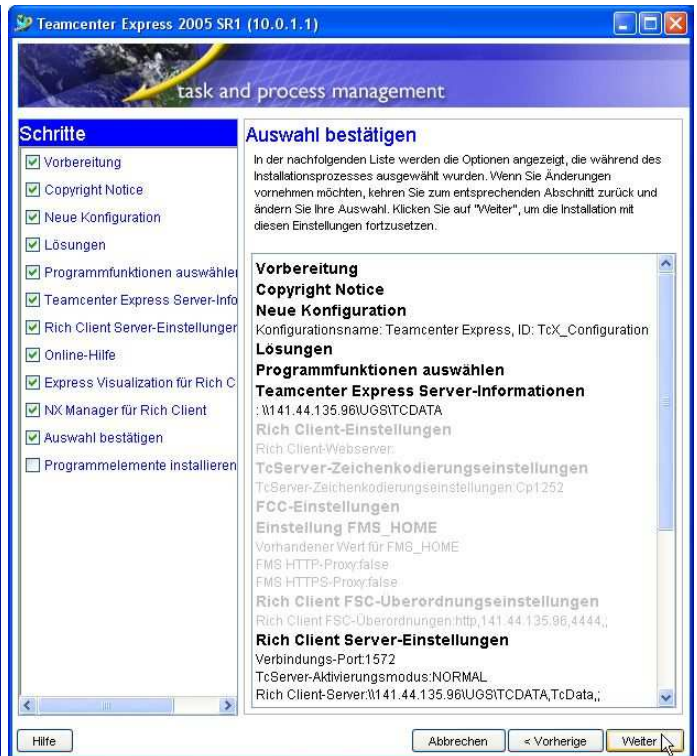 Teamcenter Express 2005 SR1 (10.0.1.1)
task and process management
Schritte
Vorbereitung
Copyright Notice
Neue Konfiguration
Lösungen
Programmfunktionen auswähler
Teamcenter Express Server-Info
Rich Client Server-Einstellunger
Online-Hilfe
Express Visualization für Rich C
NX Manager für Rich Client
Auswahl bestätigen
Programmelemente installieren
Auswahl bestätigen
In der nachfolgenden Liste werden die Optionen angezeigt, die während des
Installationsprozesses ausgewählt wurden. Wenn Sie Änderungen
vornehmen möchten, kehren Sie zum entsprechenden Abschnitt zurück und
ändern Sie Ihre Auswahl. Klicken Sie auf "Weiter", um die Installation mit
diesen Einstellungen fortzusetzen.
Vorbereitung
Copyright Notice
Neue Konfiguration
Konfigurationsname: Teamcenter Express, ID: TcX_Configuration
Lösungen
Programmfunktionen auswählen
Teamcenter Express Server-Informationen
: \\141.44.135.96\UGS\TCDATA
Rich Client-Einstellungen
Rich Client-Webserver:
TcServer-Zeichenkodierungseinstellungen
TcServer-Zeichenkodierungseinstellungen:Cp1252
FCC-Einstellungen
Einstellung FMS_HOME
Vorhandener Wert für FMS_HOME
FMS HTTP-Proxy:false
FMS HTTPS-Proxy:false
Rich Client FSC-Überordnungseinstellungen
Rich Client FSC-Überordnungen:http,141.44.135.96,4444,;
Rich Client Server-Einstellungen
Verbindungs-Port:1572
TcServer-Aktivierungsmodus:NORMAL
Rich Client-Server:\\141.44.135.96\UGS\TCDATA,TcData,;
Hilfe
Abbrechen
< Vorherige
Weiter